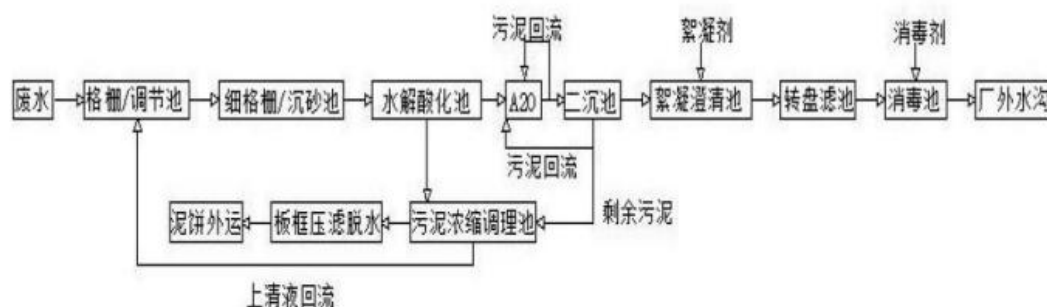 污泥回流
絮凝剂
消毒剂
废水
格栅/调节池
细格栅/沉砂池
水解酸化池
A2O
二沉池
絮凝澄清池
转盘滤池
消毒池
厂外水沟
污泥回流
剩余污泥
泥饼外运
板框压滤脱水
污泥浓缩调理池
上清液回流